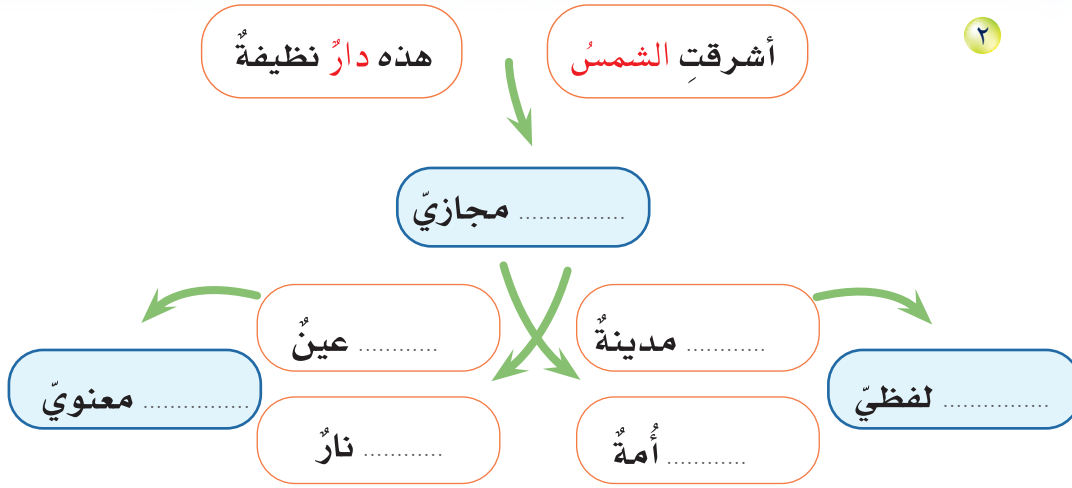 ٢
أشرقتِ الشمسُ
هذه دارٌ نظيفةٌ
................ مجازيّ
............ مدينةٌ
............ عينٌ
................ لفظيّ
................ معنويّ
............ أُمةٌ
............ نارٌ